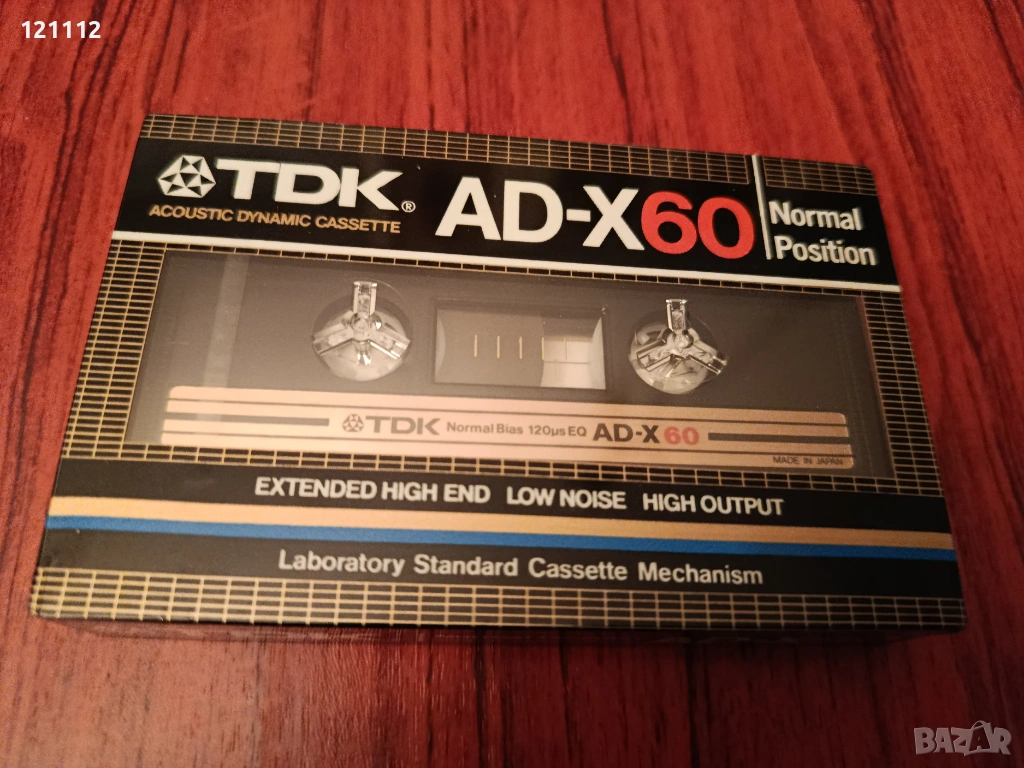 121112
TDK®
ACOUSTIC DYNAMIC CASSETTE
AD-X60
Normal
Position
TDK Normal Bias 120µs EQ AD-X 60
MADE IN JAPAN
EXTENDED HIGH END LOW NOISE HIGH OUTPUT
Laboratory Standard Cassette Mechanism
BAZAR